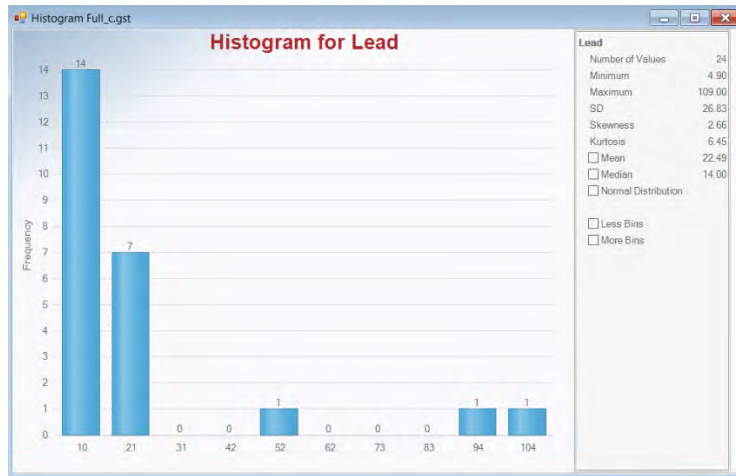 Histogram Full_c.gst
Histogram for Lead
Frequency
14
13
12
11
10
9
8
7
6
5
4
3
2
1
0
14
7
0
0
1
0
0
0
1
1
10 21 31 42 52 62 73 83 94 104
Lead
Number of Values 24
Minimum 4.90
Maximum 109.00
SD 26.83
Skewness 2.66
Kurtosis 6.45
Mean 22.49
Median 14.00
Normal Distribution
Less Bins
More Bins